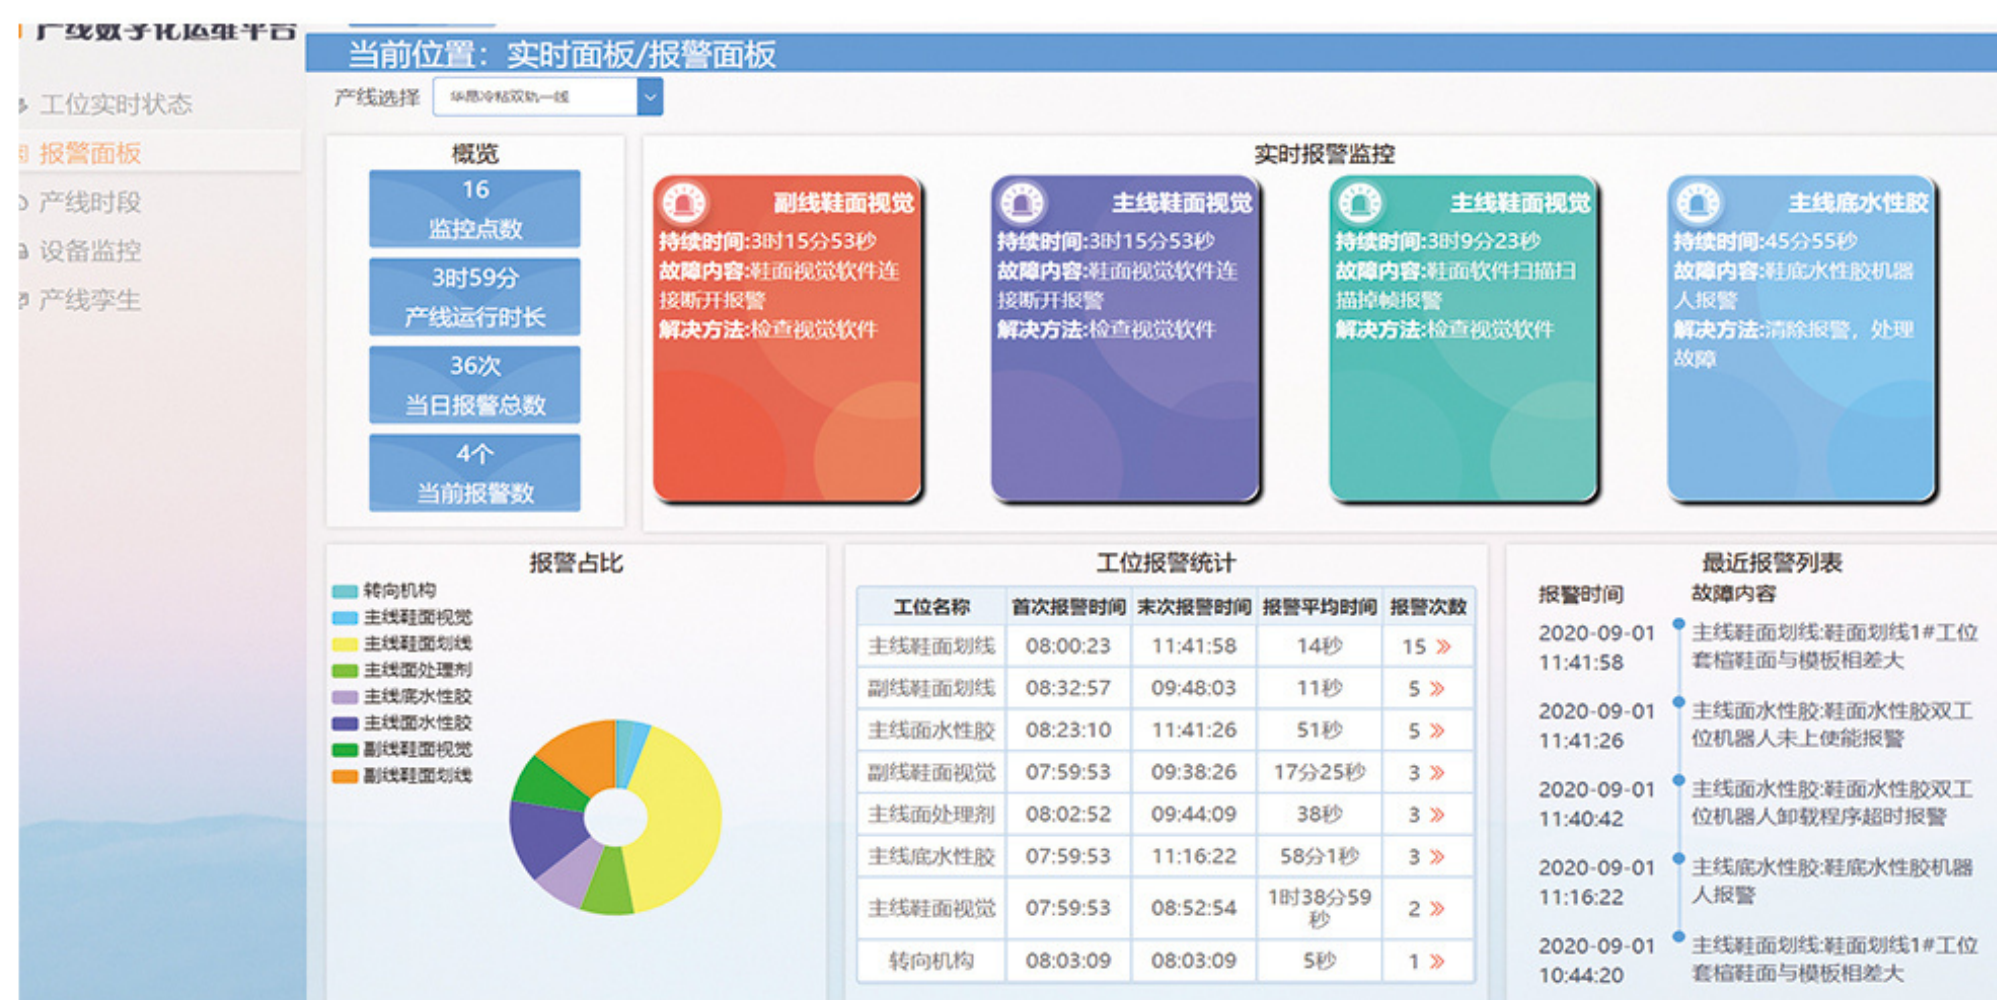 产线数字化运维平台
工位实时状态
报警面板
产线时段
设备监控
产线孪生
当前位置：实时面板/报警面板
产线选择
华昂冷粘双轨一线
概览
16
监控点数
3时59分
产线运行时长
36次
当日报警总数
4个
当前报警数
实时报警监控
副线鞋面视觉
持续时间:3时15分53秒
故障内容:鞋面视觉软件连
接断开报警
解决方法:检查视觉软件
主线鞋面视觉
持续时间:3时15分53秒
故障内容:鞋面视觉软件连
接断开报警
解决方法:检查视觉软件
主线鞋面视觉
持续时间:3时9分23秒
故障内容:鞋面软件扫描扫
描掉帧报警
解决方法:检查视觉软件
主线底水性胶
持续时间:45分55秒
故障内容:鞋底水性胶机器
人报警
解决方法:清除报警，处理
故障
报警占比
转向机构
主线鞋面视觉
主线鞋面划线
主线面处理剂
主线底水性胶
主线面水性胶
副线鞋面视觉
副线鞋面划线
工位报警统计
工位名称 首次报警时间 末次报警时间 报警平均时间 报警次数
主线鞋面划线 08:00:23 11:41:58 14秒 15 »
副线鞋面划线 08:32:57 09:48:03 11秒 5 »
主线面水性胶 08:23:10 11:41:26 51秒 5 »
副线鞋面视觉 07:59:53 09:38:26 17分25秒 3 »
主线面处理剂 08:02:52 09:44:09 38秒 3 »
主线底水性胶 07:59:53 11:16:22 58分1秒 3 »
主线鞋面视觉 07:59:53 08:52:54 1时38分59
秒 2 »
转向机构 08:03:09 08:03:09 5秒 1 »
最近报警列表
报警时间 故障内容
2020-09-01 主线鞋面划线:鞋面划线1#工位
11:41:58 套楦鞋面与模板相差大
2020-09-01 主线面水性胶:鞋面水性胶双工
11:41:26 位机器人未上使能报警
2020-09-01 主线面水性胶:鞋面水性胶双工
11:40:42 位机器人卸载程序超时报警
2020-09-01 主线底水性胶:鞋底水性胶机器
11:16:22 人报警
2020-09-01 主线鞋面划线:鞋面划线1#工位
10:44:20 套楦鞋面与模板相差大